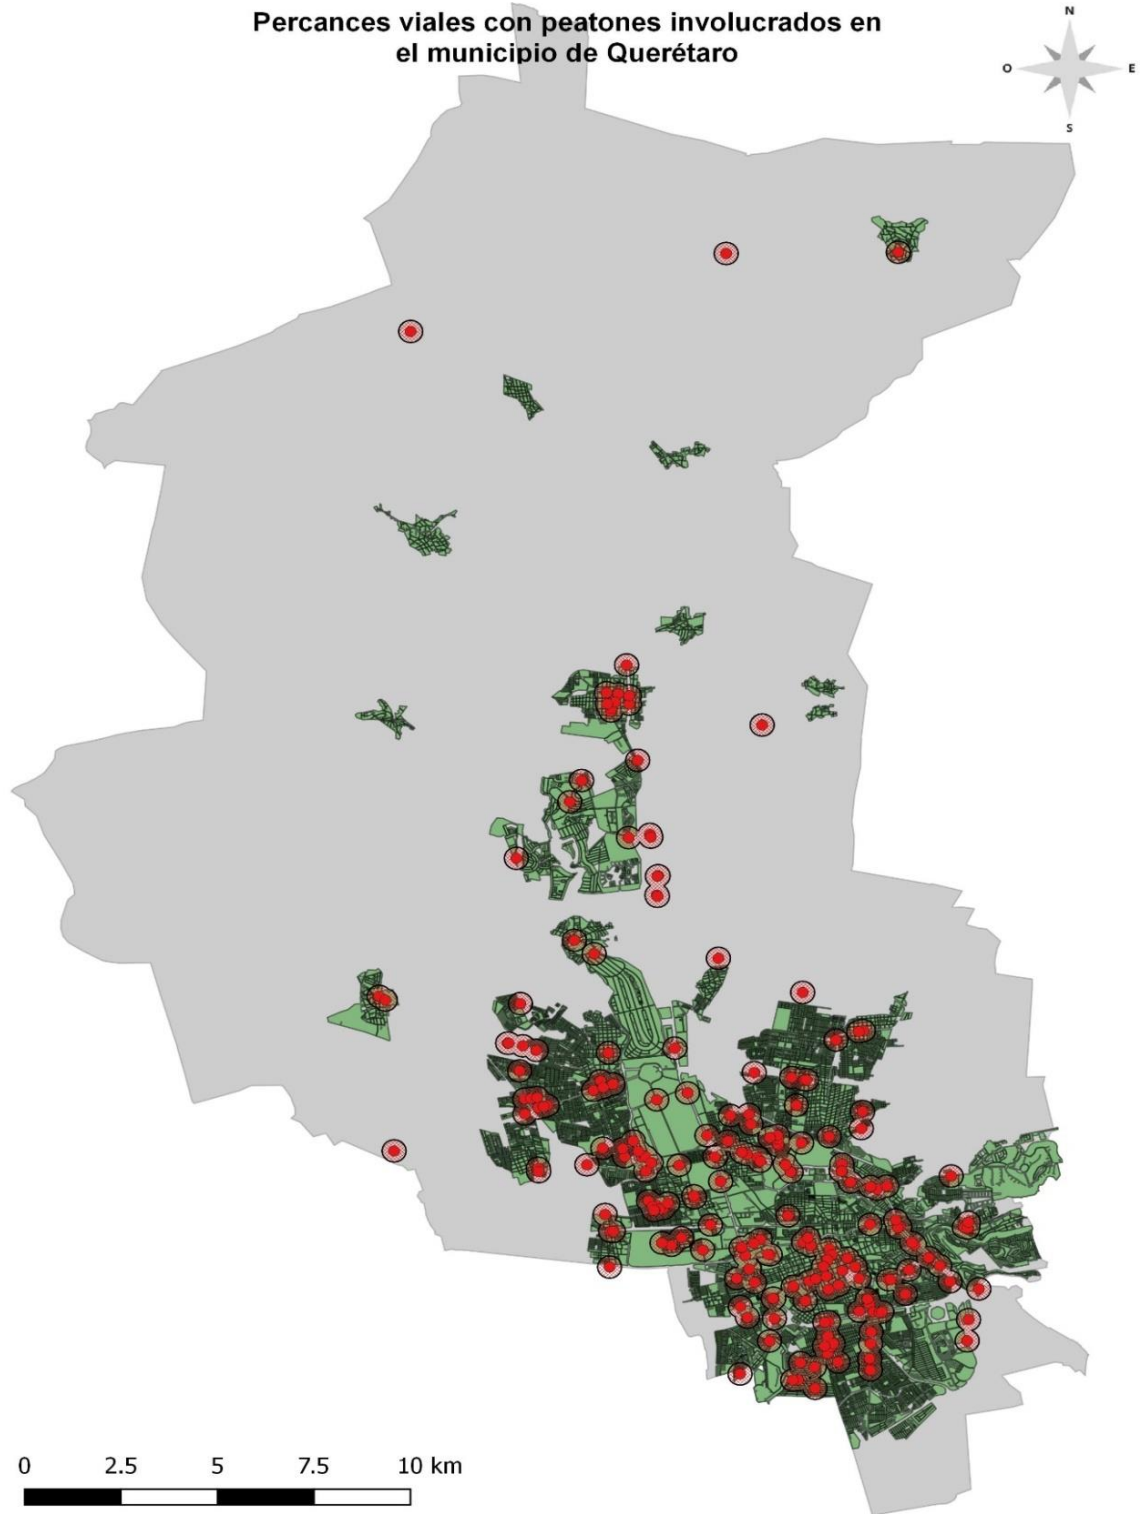 Percances viales con peatones involucrados en
el municipio de Querétaro
N
O E
S
0 2.5 5 7.5 10 km